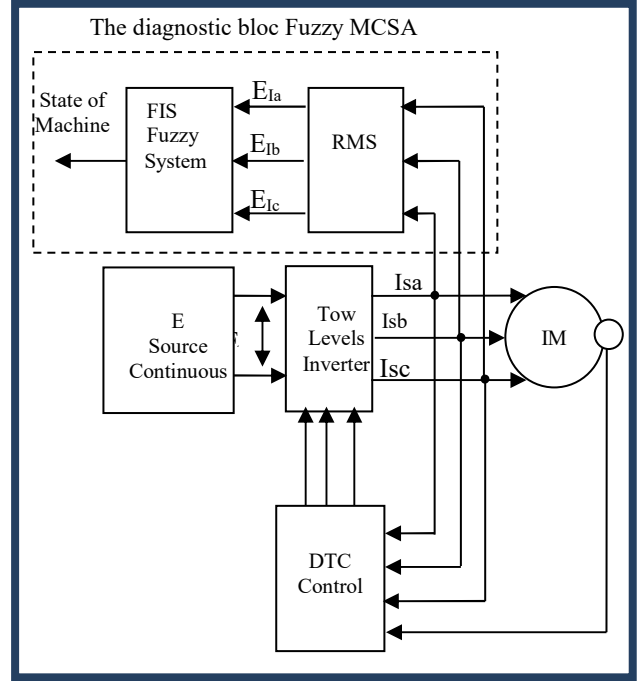 The diagnostic bloc Fuzzy MCSA
State of
Machine
FIS
Fuzzy
System
EIa
EIb
EIc
RMS
E
Source
Continuous
Tow
Levels
Inverter
Isa
Isb
Isc
IM
DTC
Control